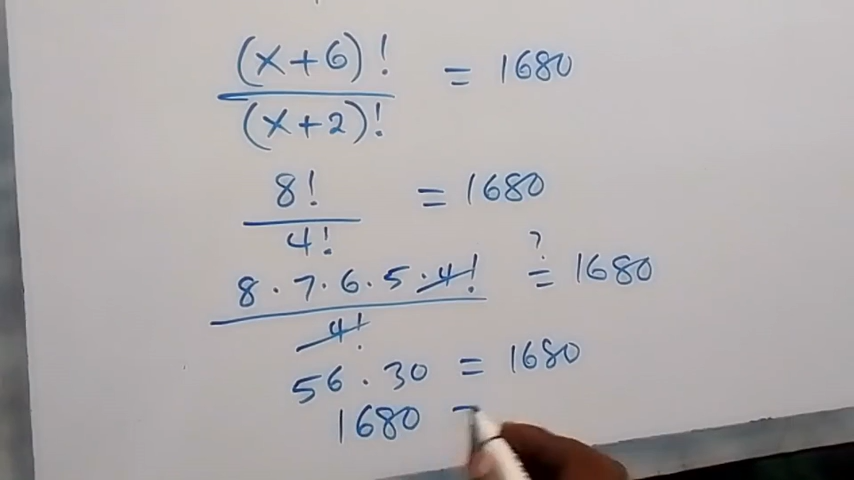 (x+6)!
/(x+2)! = 1680
8!
/4! = 1680
8·7·6·5·4!
/4! ?= 1680
56·30 = 1680
1680 =